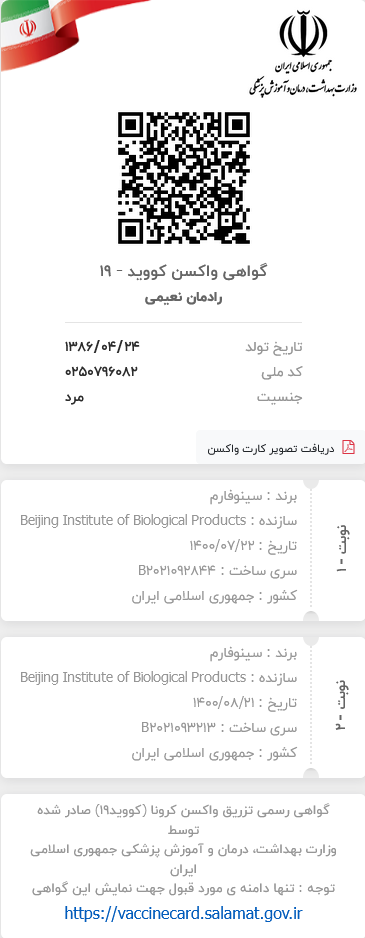 جمهوری اسلامی ایران
وزارت بهداشت، درمان و آموزش پزشکی
گواهی واکسن کووید - ۱۹
رادمان نعیمی
تاریخ تولد ۱۳۸۶/۰۴/۲۴
کد ملی ۰۲۵۰۷۹۶۰۸۲
جنسیت مرد
دریافت تصویر کارت واکسن
نوبت - ۱
برند : سینوفارم
سازنده : Beijing Institute of Biological Products
تاریخ : ۱۴۰۰/۰۷/۲۲
سری ساخت : B۲۰۲۱۰۹۲۸۴۴
کشور : جمهوری اسلامی ایران
نوبت - ۲
برند : سینوفارم
سازنده : Beijing Institute of Biological Products
تاریخ : ۱۴۰۰/۰۸/۲۱
سری ساخت : B۲۰۲۱۰۹۳۲۱۳
کشور : جمهوری اسلامی ایران
گواهی رسمی تزریق واکسن کرونا (کووید۱۹) صادر شده
توسط
وزارت بهداشت، درمان و آموزش پزشکی جمهوری اسلامی
ایران
توجه : تنها دامنه ی مورد قبول جهت نمایش این گواهی
https://vaccinecard.salamat.gov.ir